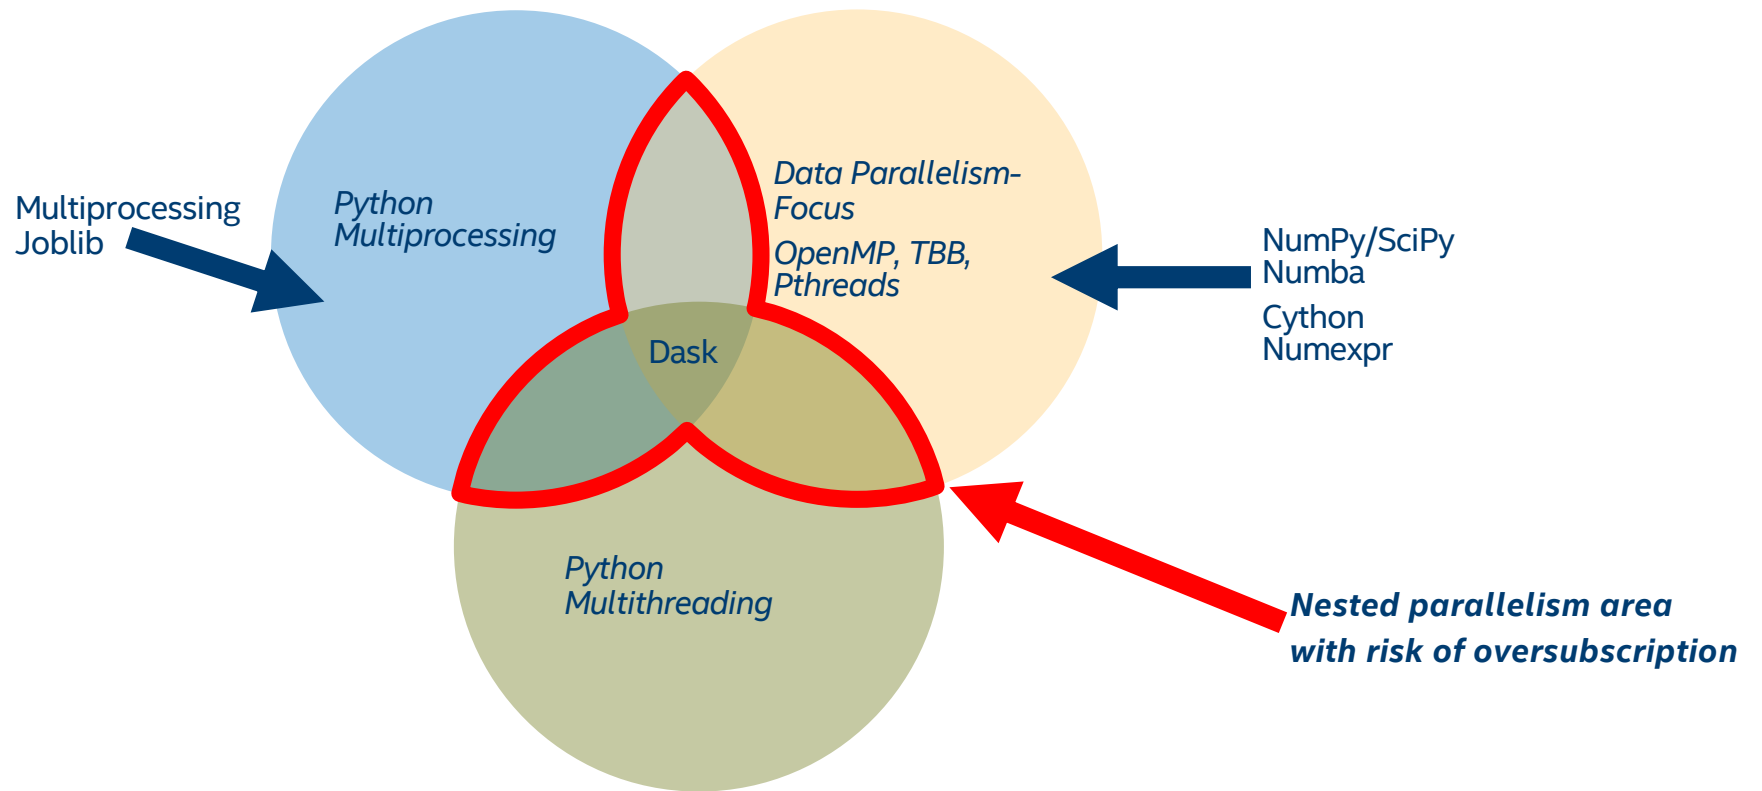 Multiprocessing
Joblib
Python
Multiprocessing
Data Parallelism-
Focus
OpenMP, TBB,
Pthreads
NumPy/SciPy
Numba
Cython
Numexpr
Dask
Python
Multithreading
Nested parallelism area
with risk of oversubscription